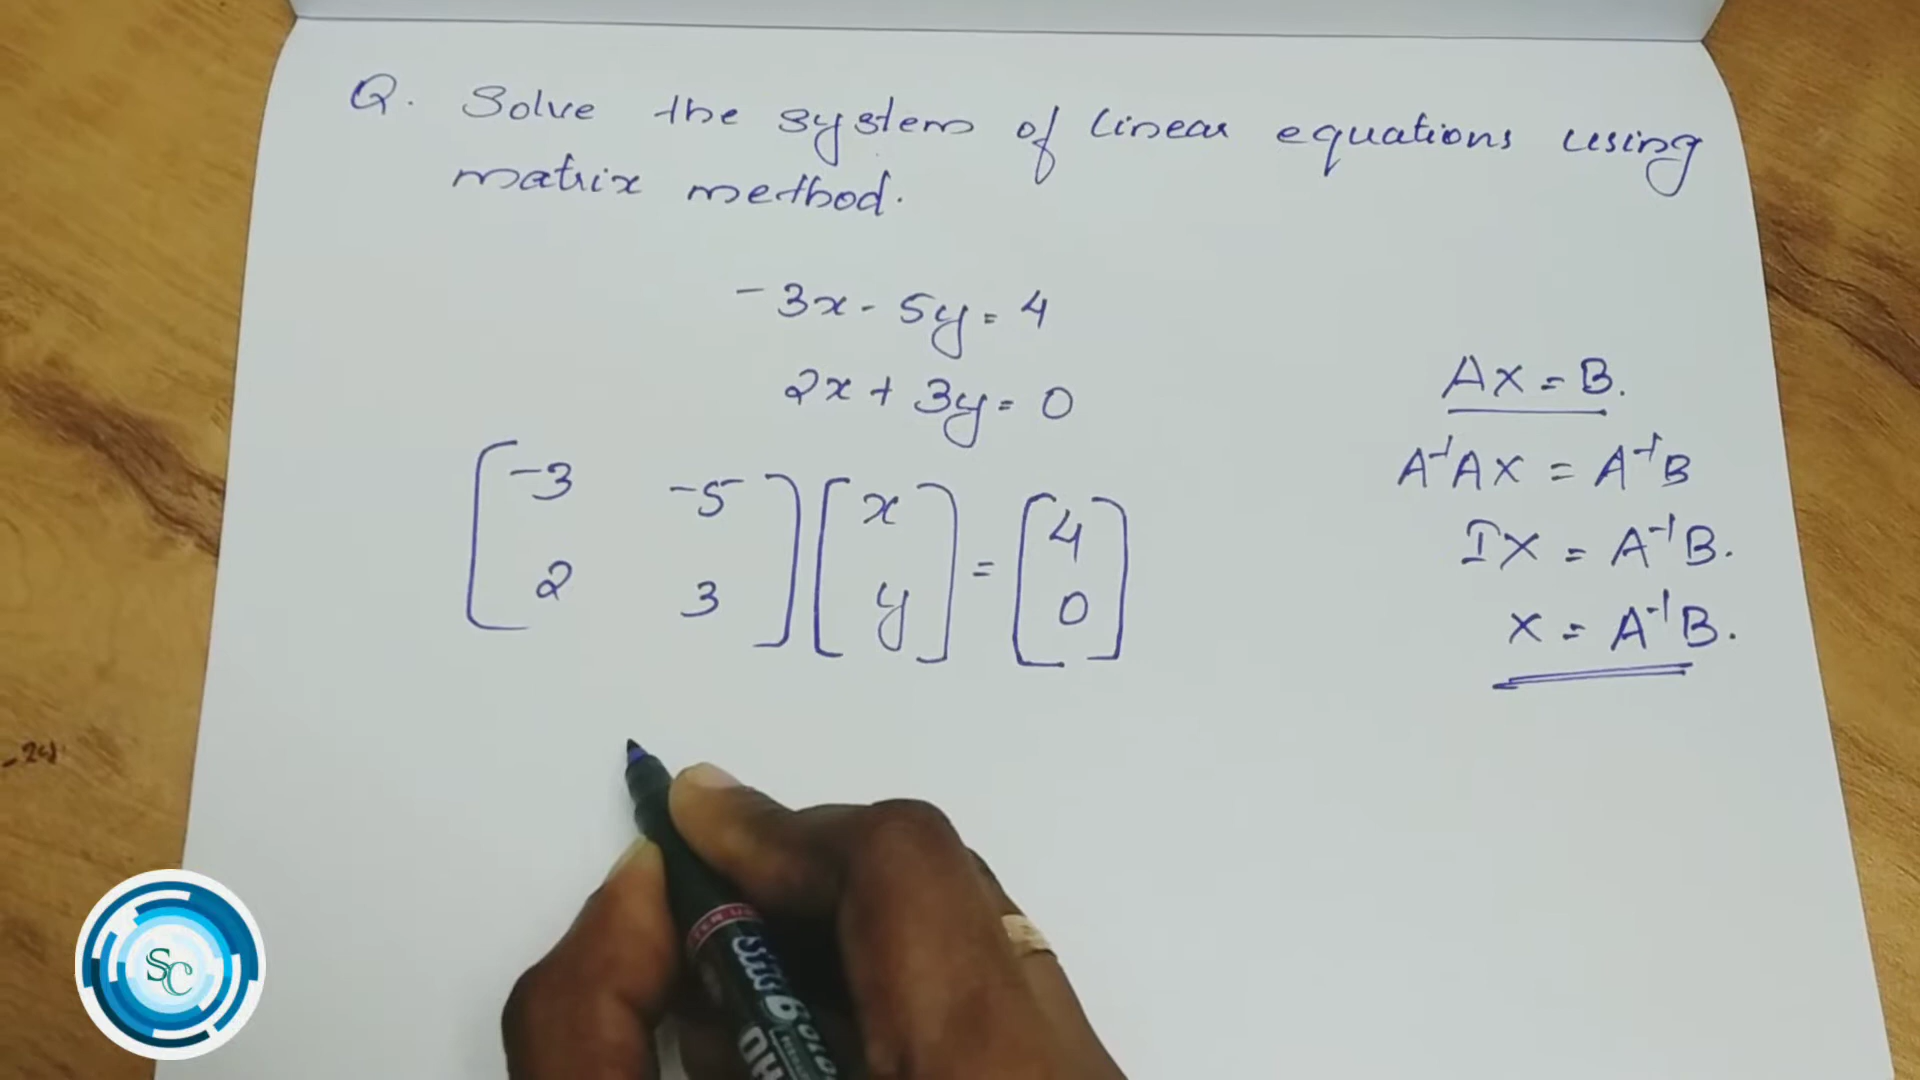 Q. Solve the system of linear equations using
matrix method.
-3x - 5y = 4
2x + 3y = 0
[-3 -5] [x] = [4]
[2 3] [y] [0]
AX = B.
A⁻¹AX = A⁻¹B
IX = A⁻¹B.
X = A⁻¹B.
SC